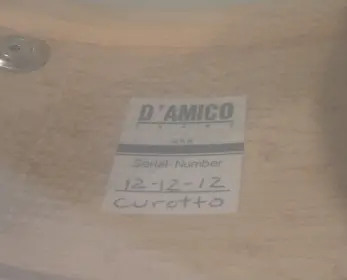 D'AMICO
Serial Number
12-12-12
curotto